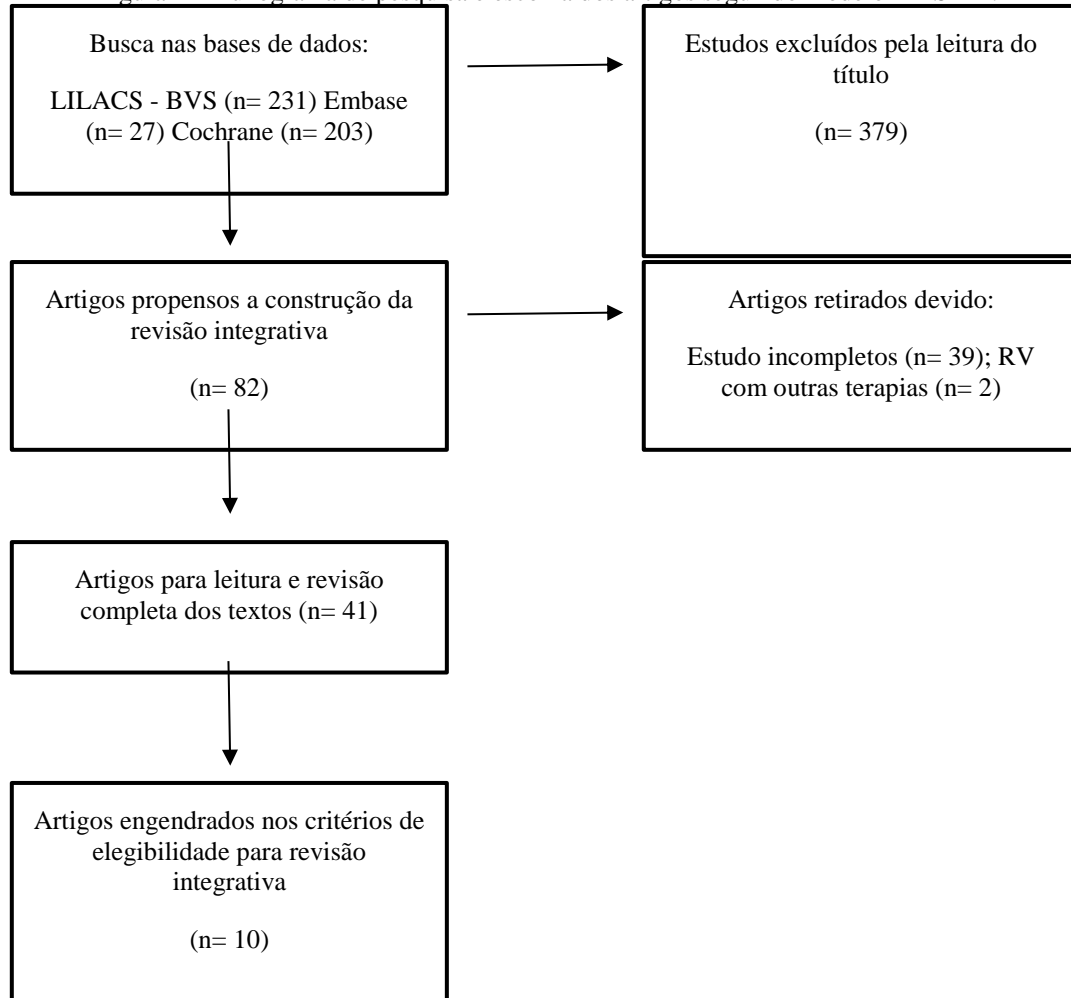 Busca nas bases de dados:
LILACS - BVS (n= 231) Embase
(n= 27) Cochrane (n= 203)
Estudos excluídos pela leitura do
título
(n= 379)
Artigos propensos a construção da
revisão integrativa
(n= 82)
Artigos retirados devido:
Estudo incompletos (n= 39); RV
com outras terapias (n= 2)
Artigos para leitura e revisão
completa dos textos (n= 41)
Artigos engendrados nos critérios de
elegibilidade para revisão
integrativa
(n= 10)